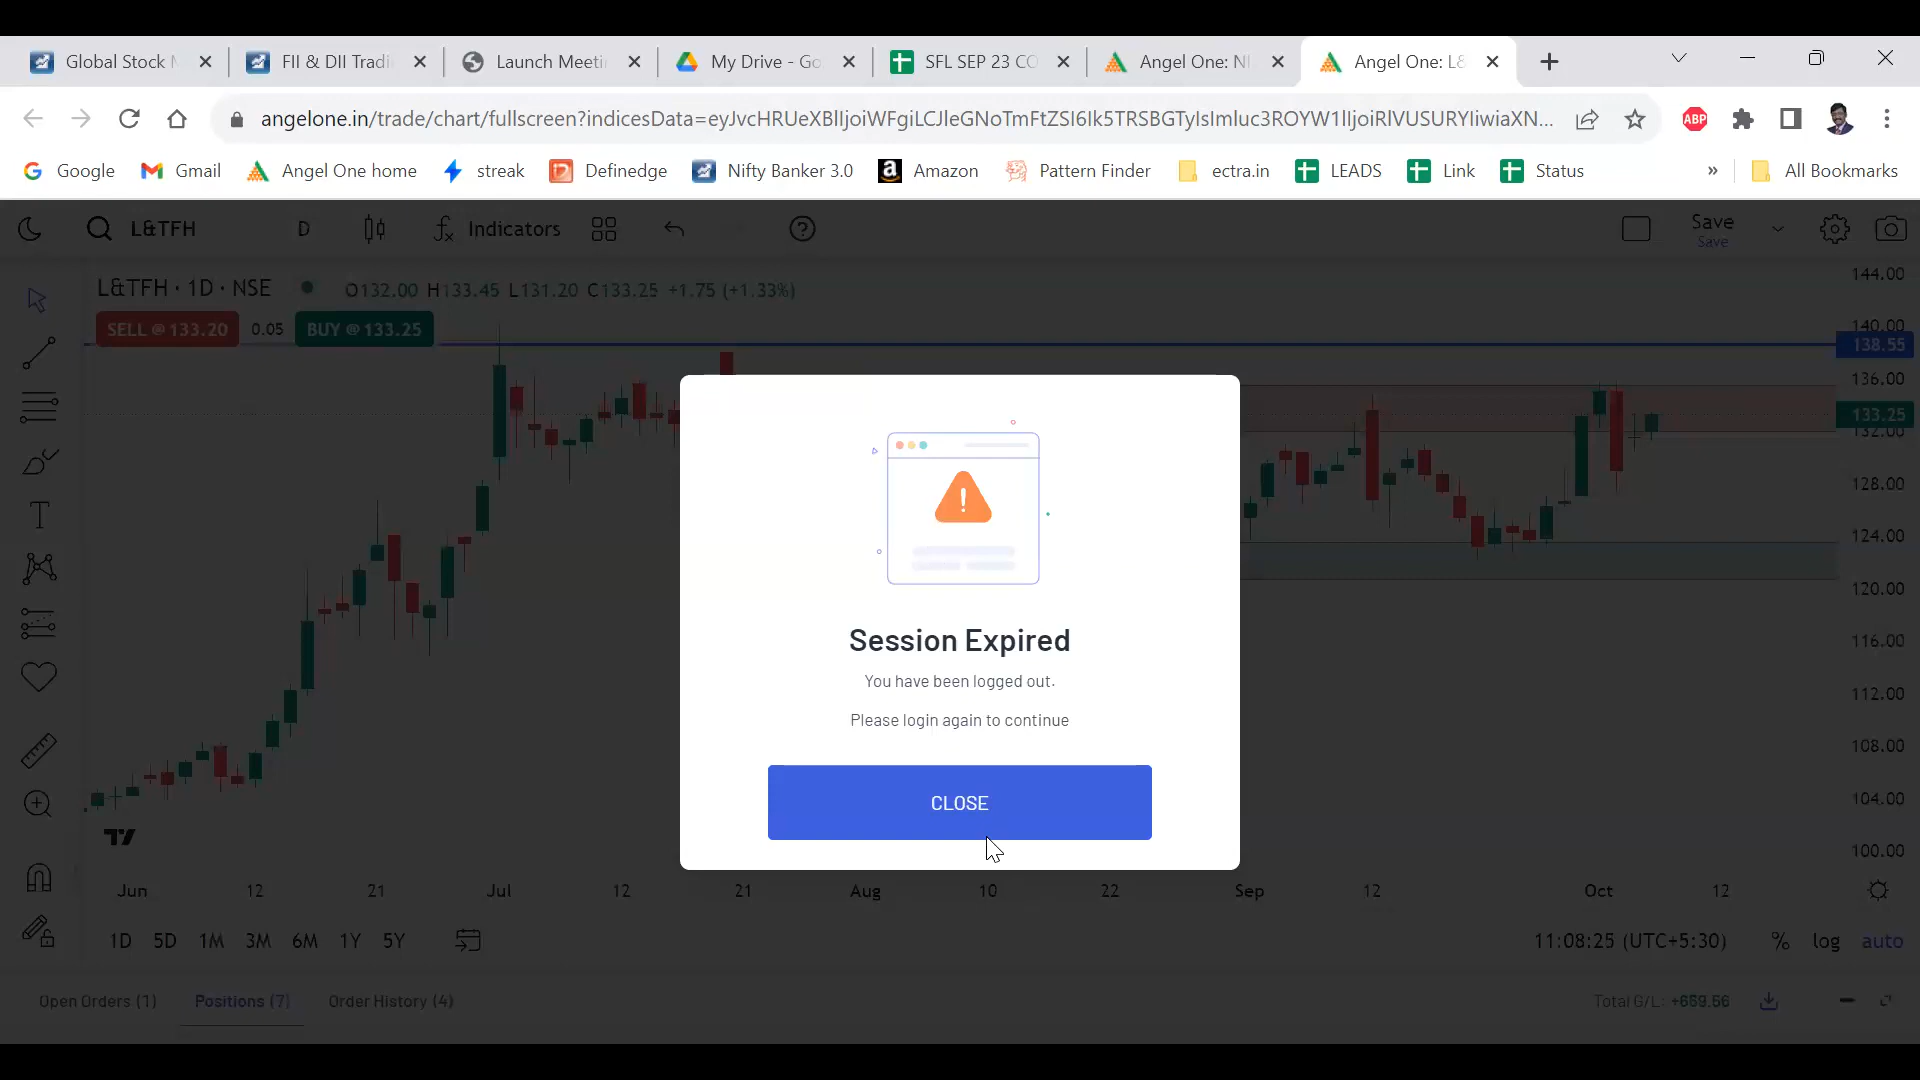 Global Stock M
FII & DII Tradi
Launch Meeti
My Drive - Go
SFL SEP 23 CO
Angel One: NI
Angel One: L&
angelone.in/trade/chart/fullscreen?indicesData=eyJvcHRUeXBlIjoiWFgiLCJleGNoTmFtZSI6Ik5TRSBGTyIsImluc3ROYW1lIjoiRlVUSURYIiwiaXN...
ABP
Google
Gmail
Angel One home
streak
Definedge
Nifty Banker 3.0
Amazon
Pattern Finder
ectra.in
LEADS
Link
Status
»
All Bookmarks
L&TFH
D
Indicators
Save
Save
L&TFH · 1D · NSE
O132.00 H133.45 L131.20 C133.25 +1.75 (+1.33%)
SELL @ 133.20
0.05
BUY @ 133.25
144.00
140.00
138.55
136.00
133.25
132.00
128.00
124.00
120.00
116.00
112.00
108.00
104.00
100.00
Session Expired
You have been logged out.
Please login again to continue
CLOSE
Jun
12
21
Jul
12
21
Aug
10
22
Sep
12
Oct
12
1D
5D
1M
3M
6M
1Y
5Y
11:08:25 (UTC+5:30)
%
log
auto
Open Orders (1)
Positions (7)
Order History (4)
Total G/L: +659.56